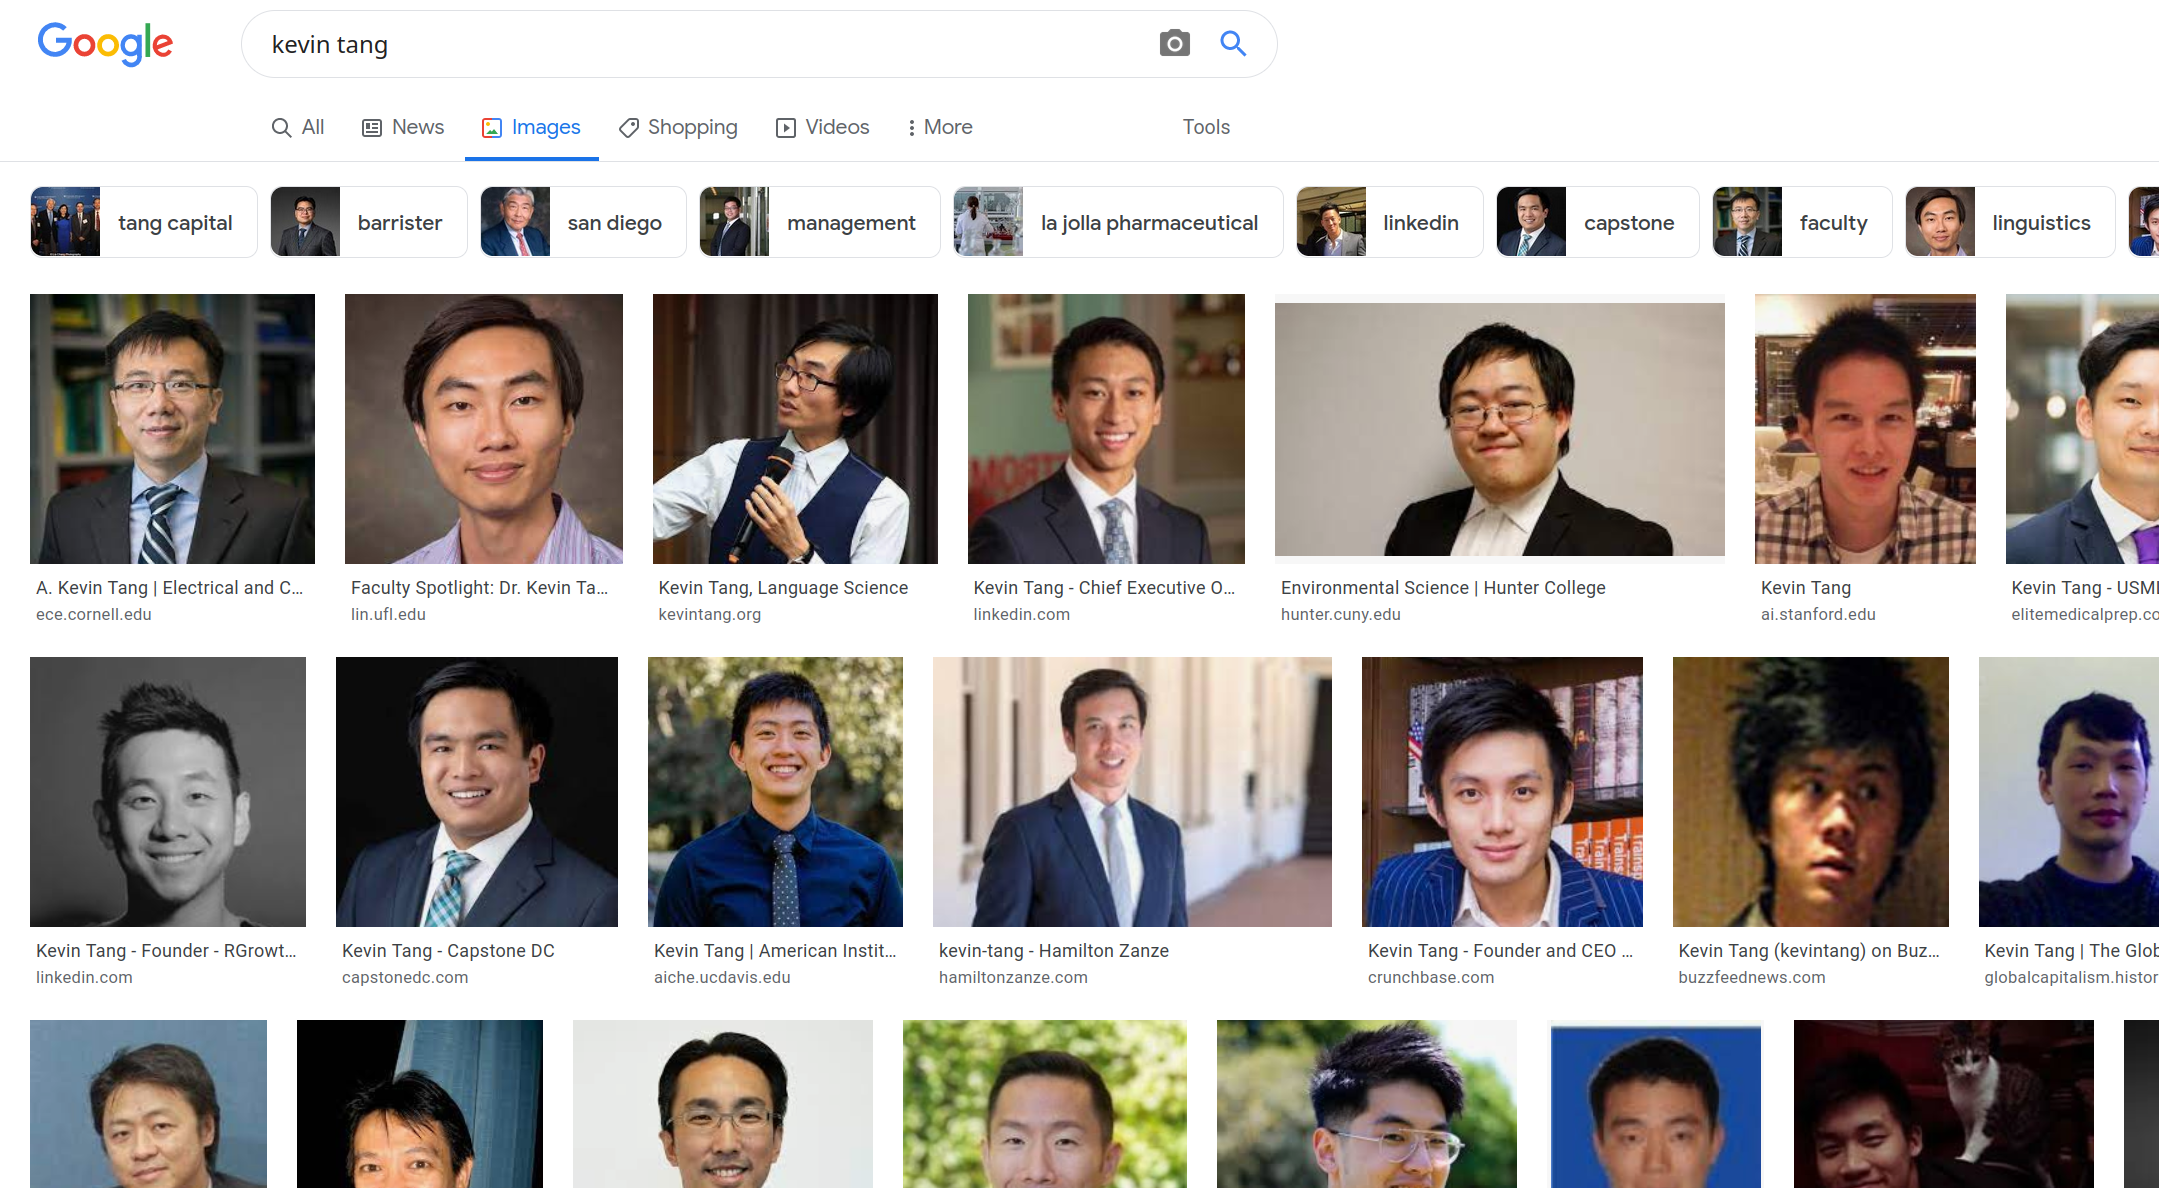 Google
kevin tang
All News Images Shopping Videos More Tools
tang capital barrister san diego management la jolla pharmaceutical linkedin capstone faculty linguistics
A. Kevin Tang | Electrical and C... Faculty Spotlight: Dr. Kevin Ta... Kevin Tang, Language Science Kevin Tang - Chief Executive O... Environmental Science | Hunter College Kevin Tang Kevin Tang - USM
ece.cornell.edu lin.ufl.edu kevintang.org linkedin.com hunter.cuny.edu ai.stanford.edu elitemedicalprep.co
Kevin Tang - Founder - RGrowt... Kevin Tang - Capstone DC Kevin Tang | American Instit... kevin-tang - Hamilton Zanze Kevin Tang - Founder and CEO ... Kevin Tang (kevintang) on Buz... Kevin Tang | The Glob
linkedin.com capstonedc.com aiche.ucdavis.edu hamiltonzanze.com crunchbase.com buzzfeednews.com globalcapitalism.histor